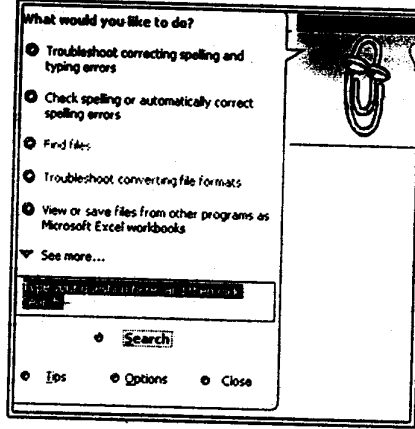 What would you like to do?
Troubleshoot correcting spelling and
typing errors
Check spelling or automatically correct
spelling errors
Find files
Troubleshoot converting file formats
View or save files from other programs as
Microsoft Excel workbooks
See more...
Search
Tips
Options
Close